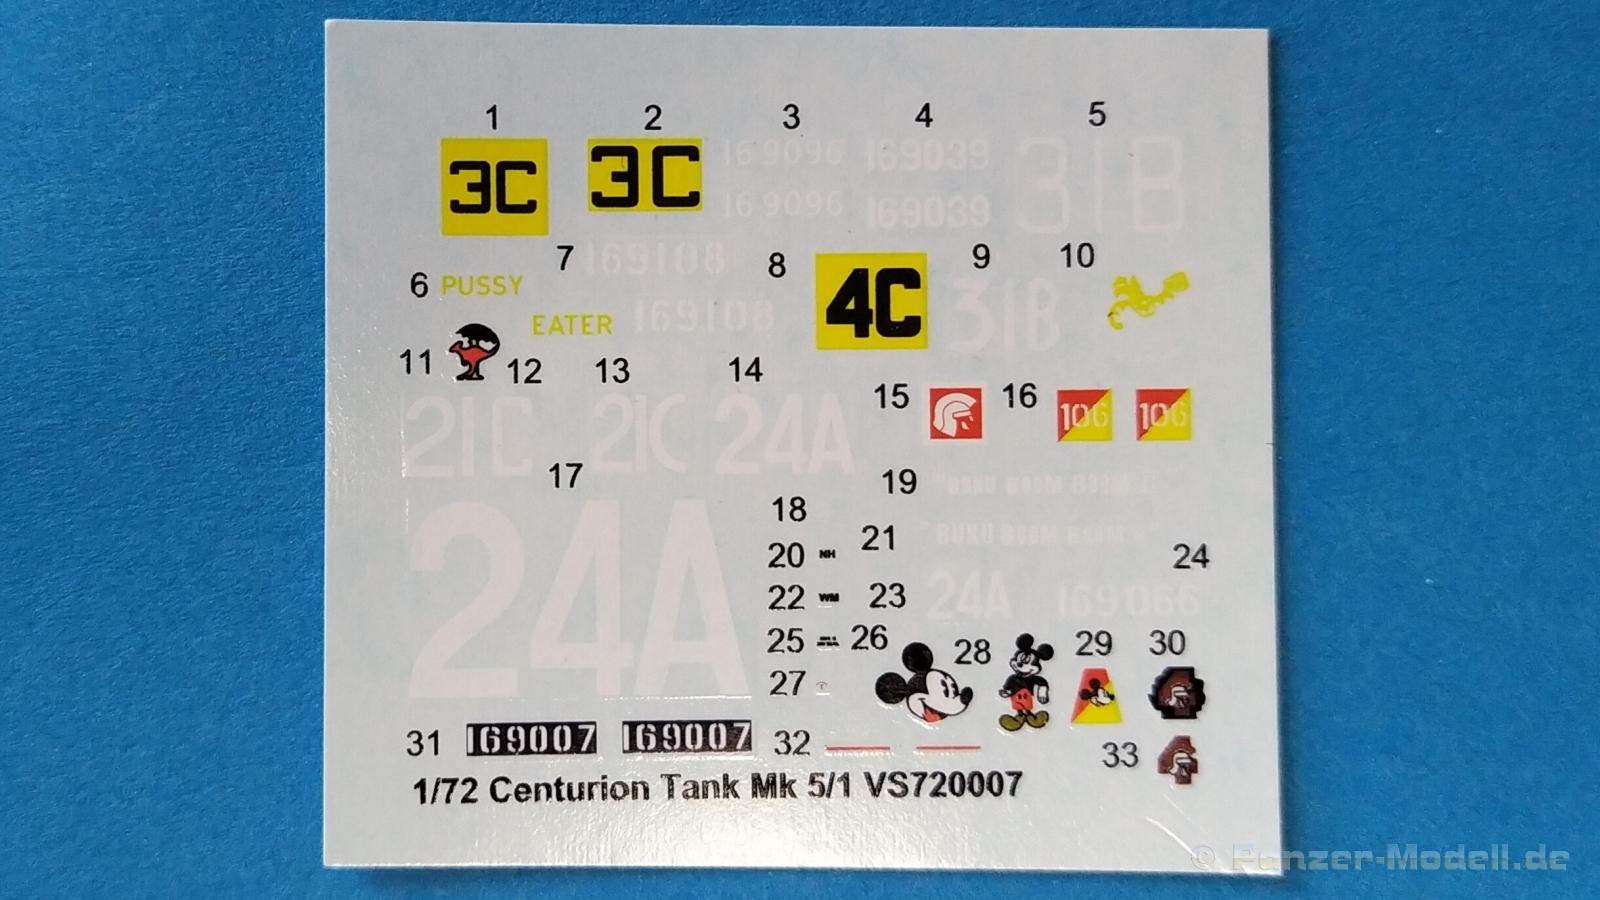 1 2 3 4 5
3C 3C 169096 169039 31B
169096 169039
7 169108 8 4C 9 10
6 PUSSY 31B
EATER 169108
11 12 13 14
15 16 106 106
21C 21C 24A
17 19
24A 18
20 NH 21 24
22 WM 23 24A 169066
25 26 28 29 30
27
31 169007 169007 32 33
1/72 Centurion Tank Mk 5/1 VS720007
© Panzer-Modell.de